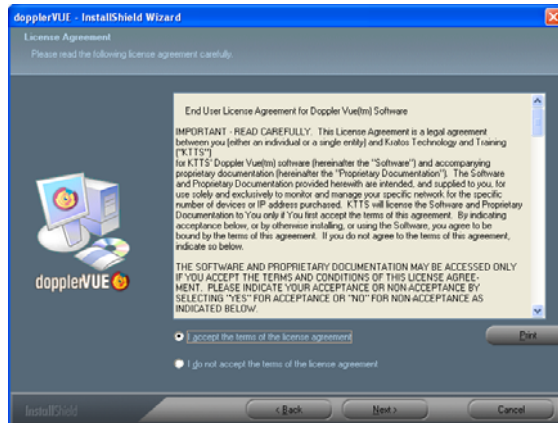 dopplerVUE - InstallShield Wizard
License Agreement
Please read the following license agreement carefully.
End User License Agreement for Doppler Vue(tm) Software
IMPORTANT - READ CAREFULLY. This License Agreement is a legal agreement
between you (either an individual or a single entity) and Kratos Technology and Training
("KTTS")
for KTTS' Doppler Vue(tm) software (hereinafter the "Software") and accompanying
proprietary documentation (hereinafter the "Proprietary Documentation"). The Software
and Proprietary Documentation provided herewith are intended, and supplied to you, for
use solely and exclusively to monitor and manage your specific network for the specific
number of devices or IP address purchased. KTTS will license the Software and Proprietary
Documentation to You only if You first accept the terms of this agreement. By indicating
acceptance below, or by otherwise installing, or using the Software, you agree to be
bound by the terms of this agreement. If you do not agree to the terms of this agreement,
indicate so below.
THE SOFTWARE AND PROPRIETARY DOCUMENTATION MAY BE ACCESSED ONLY
IF YOU ACCEPT THE TERMS AND CONDITIONS OF THIS LICENSE AGREE-
MENT. PLEASE INDICATE YOUR ACCEPTANCE OR NON-ACCEPTANCE BY
SELECTING "YES" FOR ACCEPTANCE OR "NO" FOR NON-ACCEPTANCE AS
INDICATED BELOW.
dopplerVUE
I accept the terms of the license agreement
Print
I do not accept the terms of the license agreement
InstallShield
< Back
Next >
Cancel